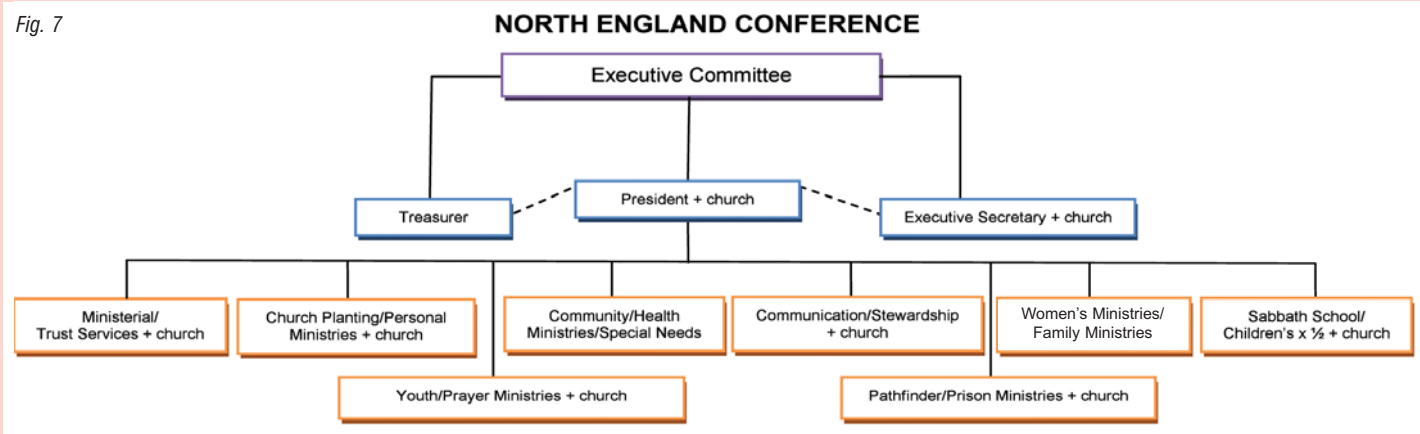 Fig. 7
NORTH ENGLAND CONFERENCE
Executive Committee
Treasurer
President + church
Executive Secretary + church
Ministerial/
Trust Services + church
Church Planting/Personal
Ministries + church
Community/Health
Ministries/Special Needs
Communication/Stewardship
+ church
Women’s Ministries/
Family Ministries
Sabbath School/
Children’s x ½ + church
Youth/Prayer Ministries + church
Pathfinder/Prison Ministries + church